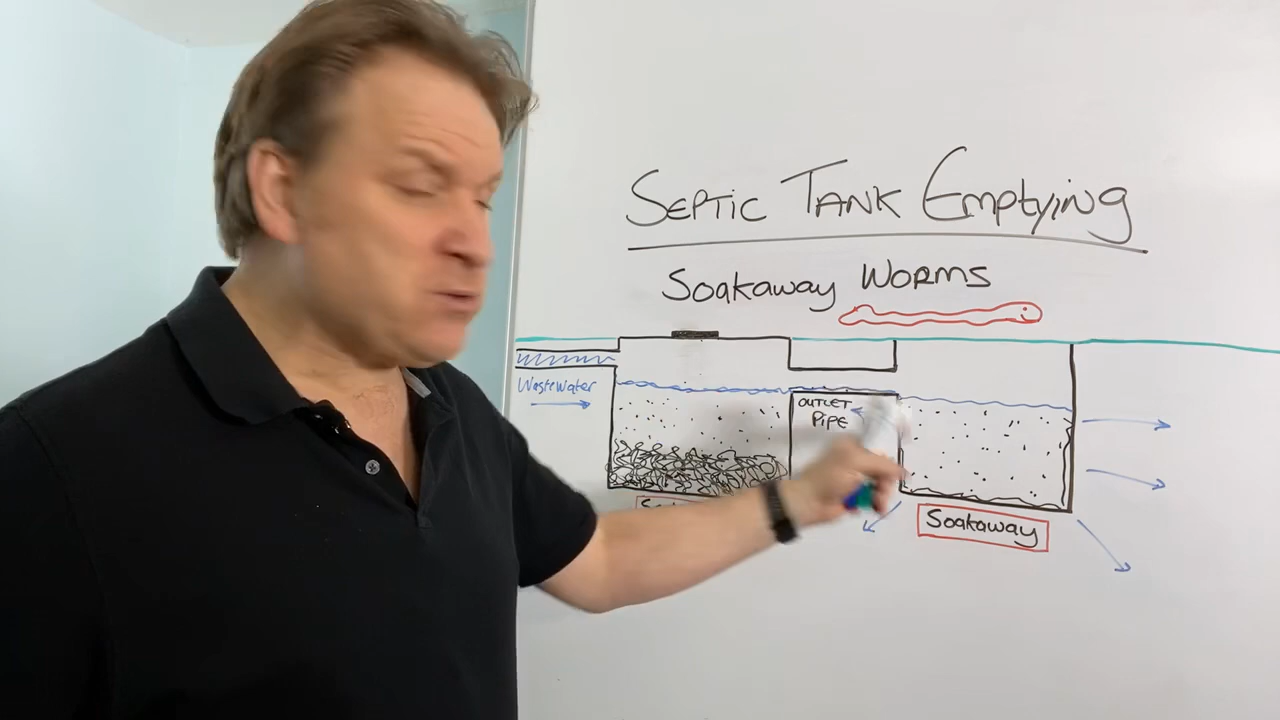 SEPTIC TANK EMPTYING
Soakaway WORMS
WasteWater
OUTLET
PiPE
Soakaway